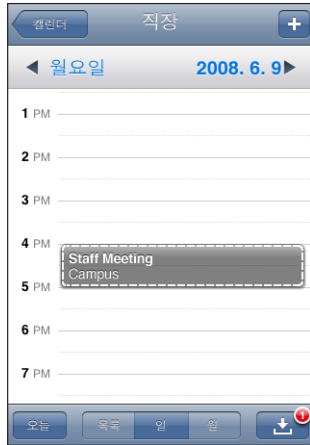 캘린더 직장 +
월요일 2008. 6. 9
1 PM
2 PM
3 PM
4 PM
Staff Meeting
Campus
5 PM
6 PM
7 PM
오늘 목록 일 월 1